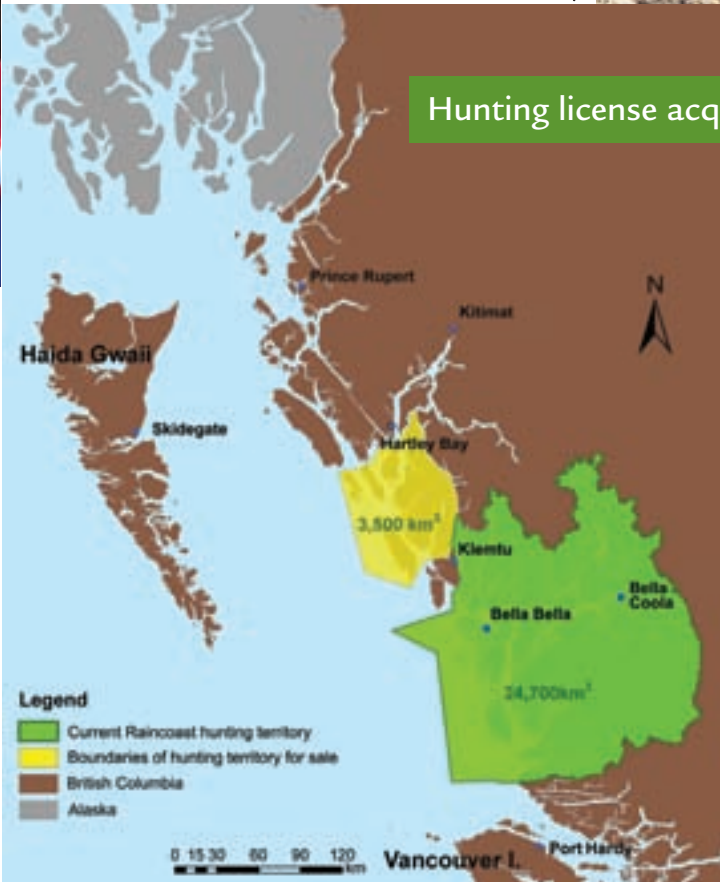 Hunting license acq
N
Prince Rupert
Kitimat
Haida Gwaii
Skidegate
Hartley Bay
3,500 km²
Klemtu
Bella
Coola
Bella Bella
24,700km²
Legend
Current Raincoast hunting territory
Boundaries of hunting territory for sale
British Columbia
Alaska
0 15 30 60 90 120
km
Vancouver I.
Port Hardy